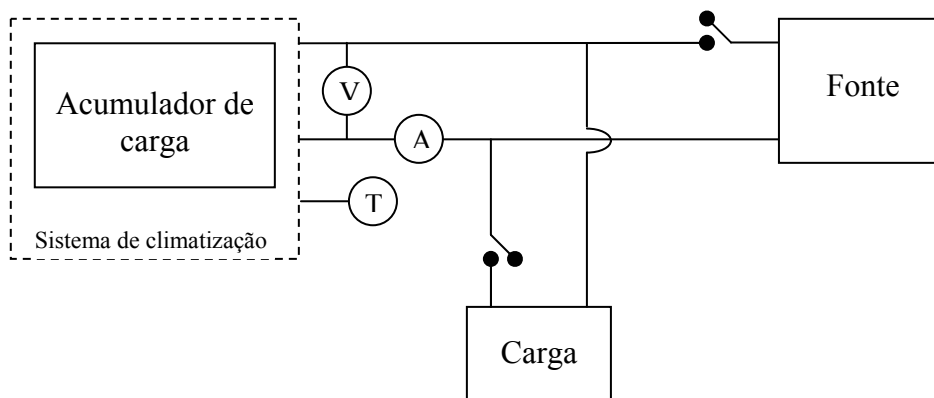 Acumulador de
carga
V
A
T
Sistema de climatização
Fonte
Carga